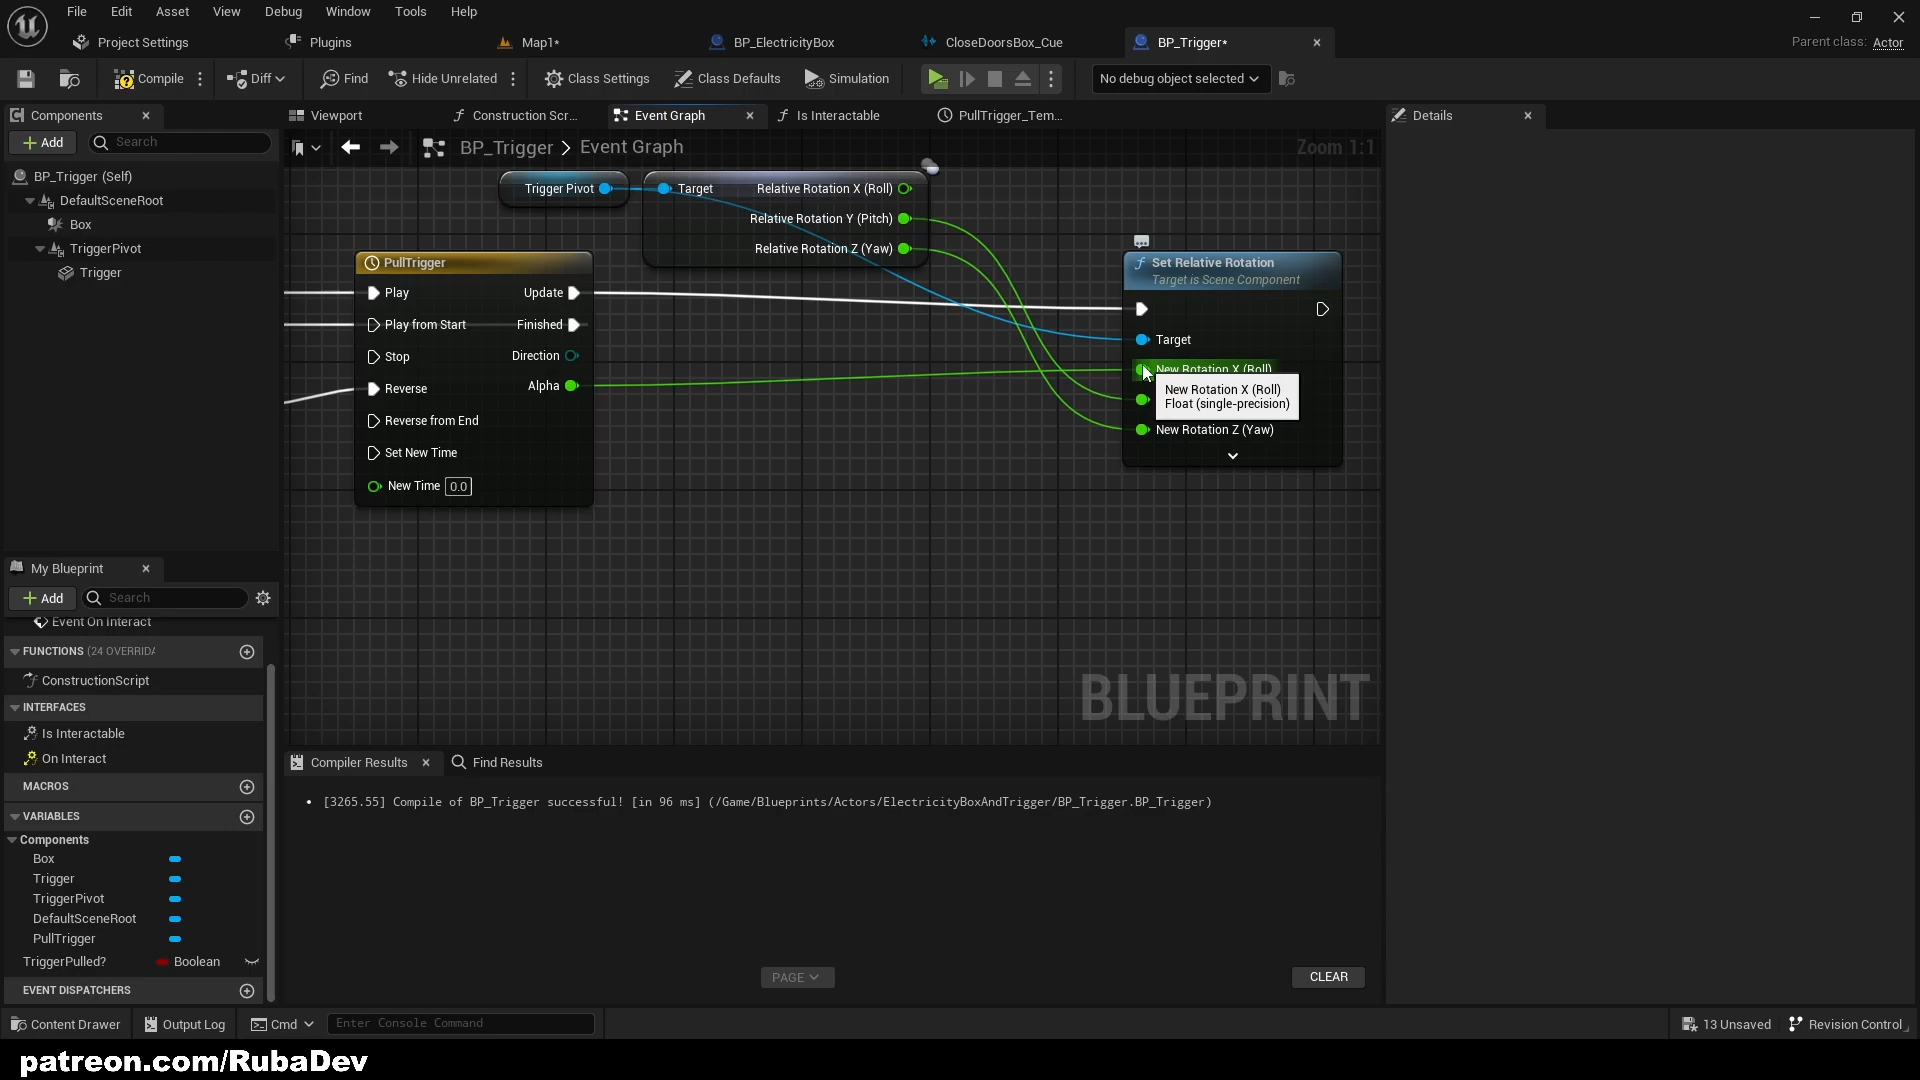 File Edit Asset View Debug Window Tools Help
Project Settings Plugins Map1* BP_ElectricityBox CloseDoorsBox_Cue BP_Trigger* Parent class: Actor
Compile Diff Find Hide Unrelated Class Settings Class Defaults Simulation No debug object selected
Components Viewport Construction Scr... Event Graph Is Interactable PullTrigger_Tem... Details
Add Search BP_Trigger > Event Graph Zoom 1:1
BP_Trigger (Self)
DefaultSceneRoot
Box
TriggerPivot
Trigger
Trigger Pivot Target Relative Rotation X (Roll)
Relative Rotation Y (Pitch)
Relative Rotation Z (Yaw)
PullTrigger
Play Update
Play from Start Finished
Stop Direction
Reverse Alpha
Reverse from End
Set New Time
New Time 0.0
Set Relative Rotation
Target is Scene Component
Target
New Rotation X (Roll)
New Rotation X (Roll)
Float (single-precision)
New Rotation Z (Yaw)
BLUEPRINT
My Blueprint
Add Search
Event On Interact
FUNCTIONS (24 OVERRIDA
ConstructionScript
INTERFACES
Is Interactable
On Interact
MACROS
VARIABLES
Components
Box
Trigger
TriggerPivot
DefaultSceneRoot
PullTrigger
TriggerPulled? Boolean
EVENT DISPATCHERS
Compiler Results Find Results
• [3265.55] Compile of BP_Trigger successful! [in 96 ms] (/Game/Blueprints/Actors/ElectricityBoxAndTrigger/BP_Trigger.BP_Trigger)
PAGE CLEAR
Content Drawer Output Log Cmd Enter Console Command 13 Unsaved Revision Control
patreon.com/RubaDev